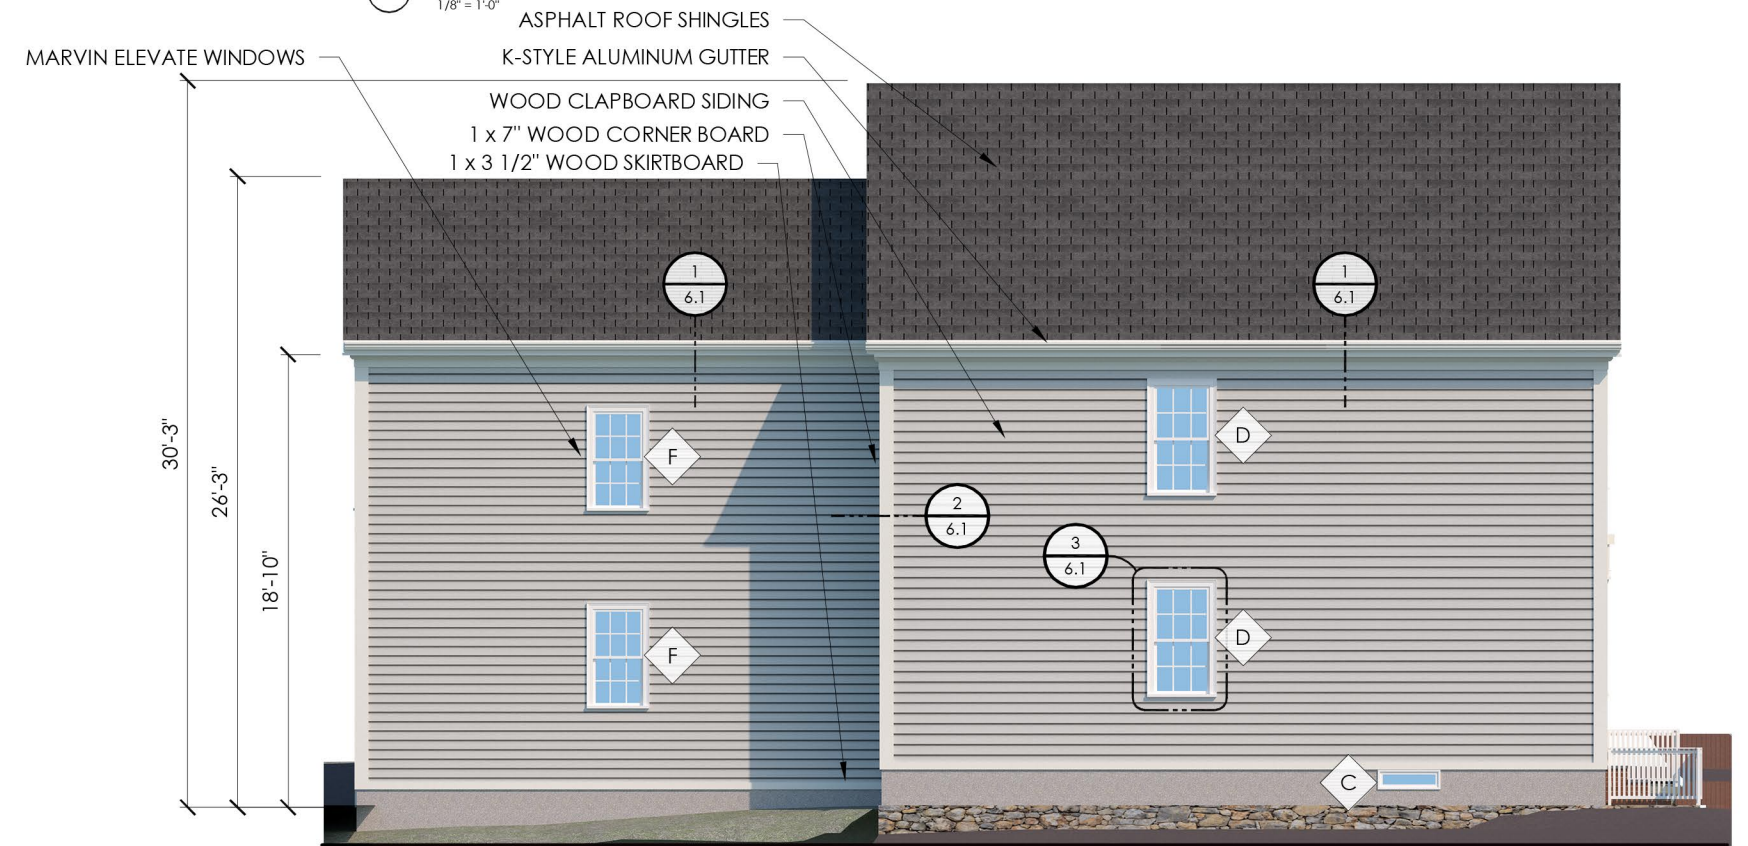 1/8" = 1'-0"
ASPHALT ROOF SHINGLES
MARVIN ELEVATE WINDOWS
K-STYLE ALUMINUM GUTTER
WOOD CLAPBOARD SIDING
1 x 7" WOOD CORNER BOARD
1 x 3 1/2" WOOD SKIRTBOARD
1
6.1
1
6.1
30'-3"
26'-3"
18'-10"
F
D
2
6.1
3
6.1
F
D
C